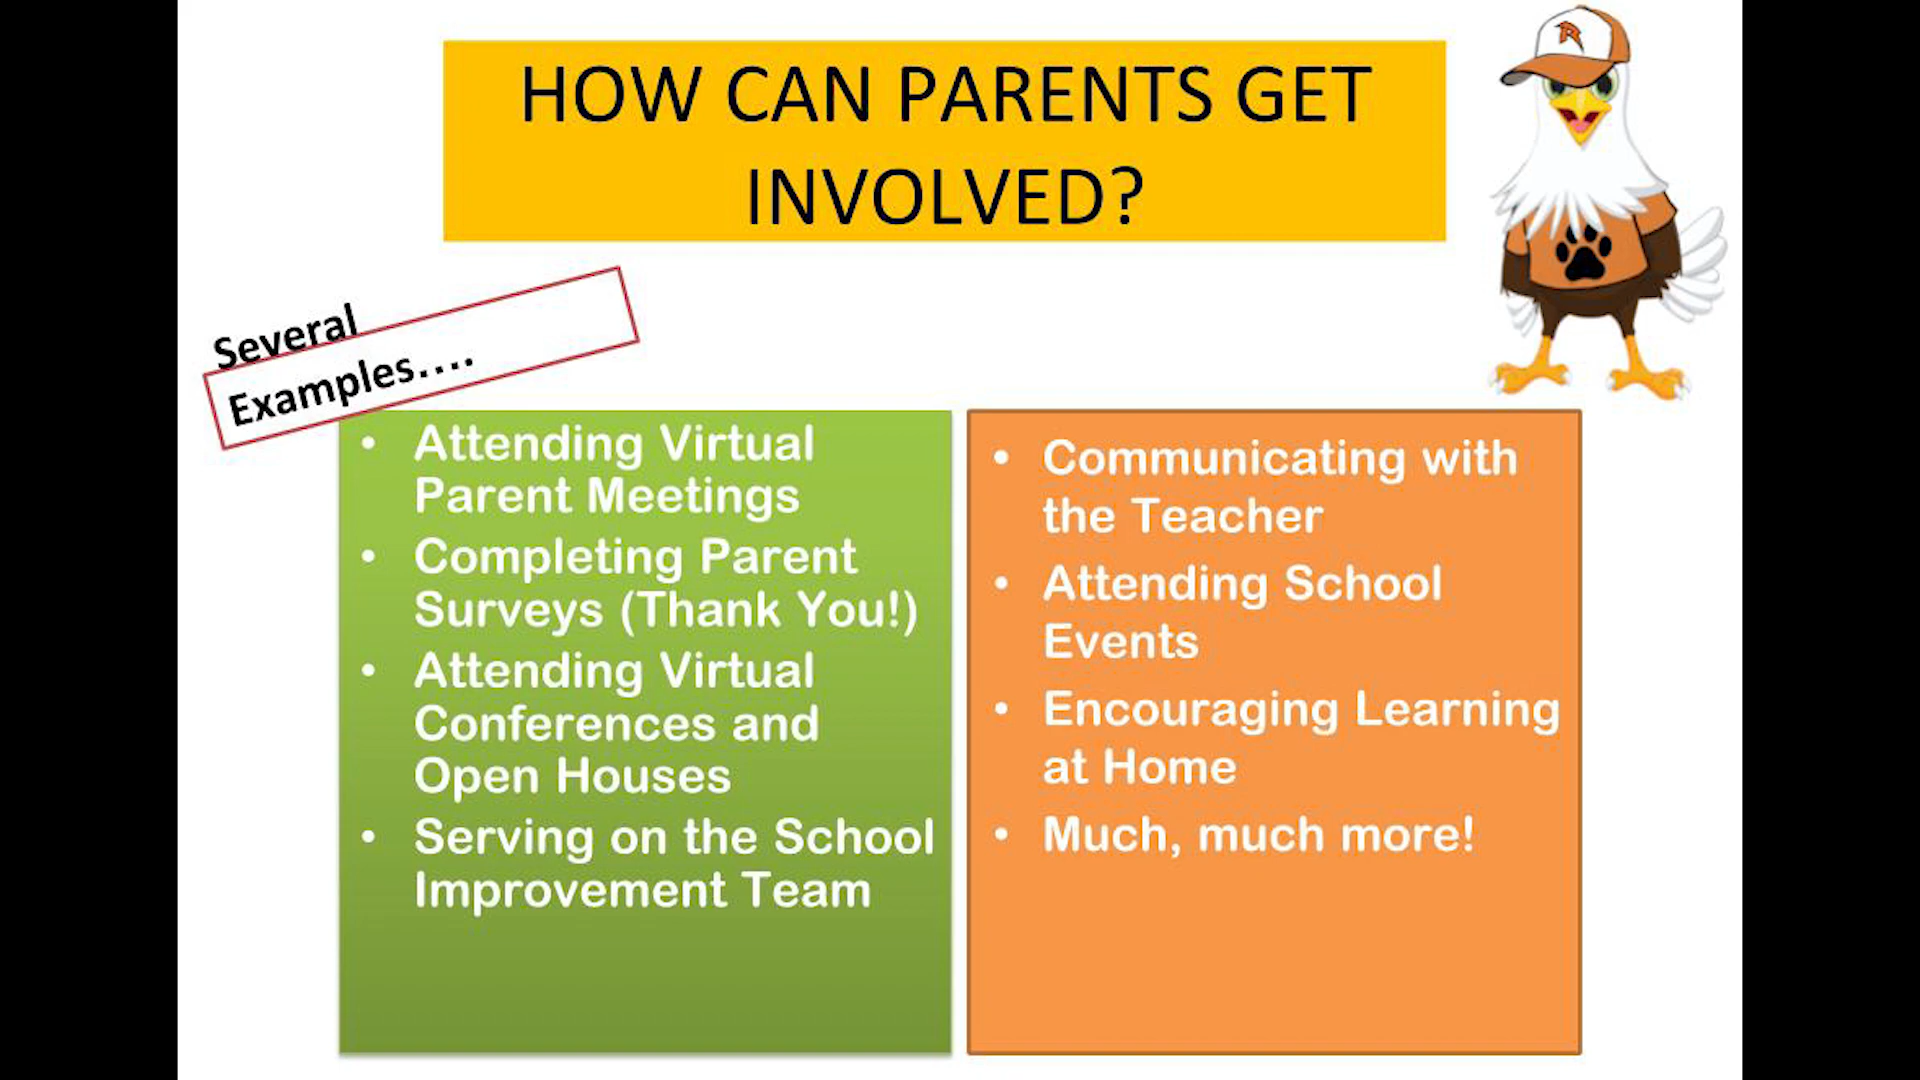 HOW CAN PARENTS GET
INVOLVED?
R
Several
Examples....
• Attending Virtual
Parent Meetings
• Completing Parent
Surveys (Thank You!)
• Attending Virtual
Conferences and
Open Houses
• Serving on the School
Improvement Team
• Communicating with
the Teacher
• Attending School
Events
• Encouraging Learning
at Home
• Much, much more!